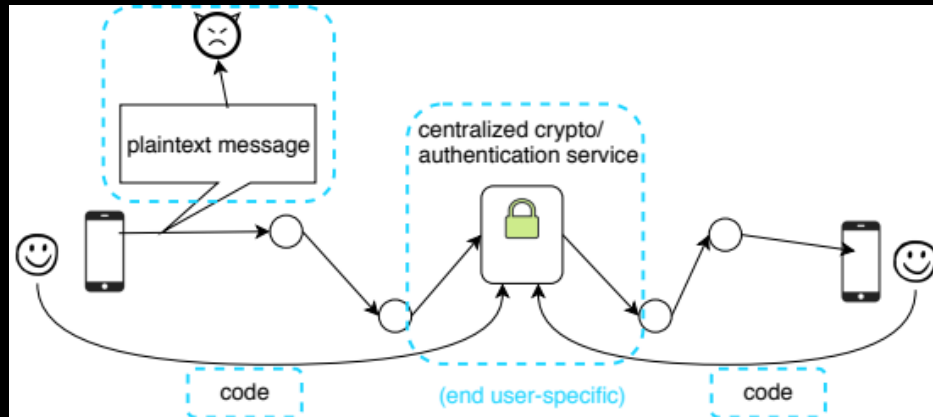 plaintext message
centralized crypto/
authentication service
code
(end user-specific)
code